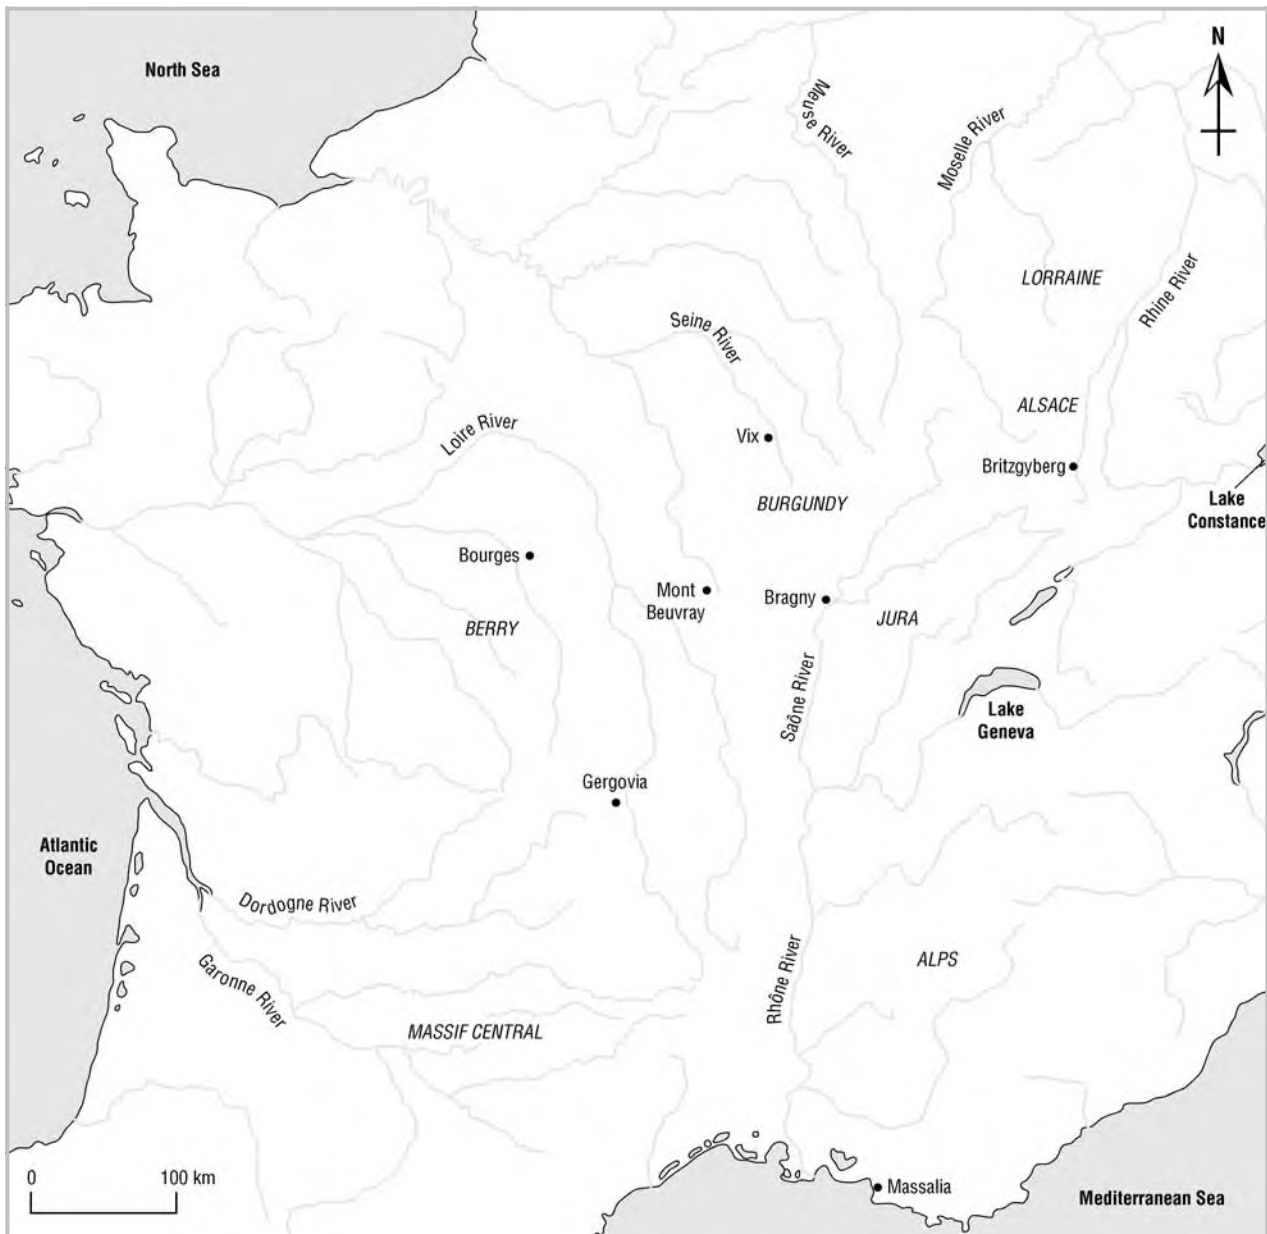 North Sea
N
Meuse River
Moselle River
LORRAINE
Rhine River
Seine River
ALSACE
Loire River
Vix
Britzgyberg
BURGUNDY
Lake
Constance
Bourges
Mont
Beuvray
Bragny
JURA
BERRY
Saône River
Lake
Geneva
Gergovia
Atlantic
Ocean
Dordogne River
Garonne River
Rhône River
ALPS
MASSIF CENTRAL
0
100 km
Massalia
Mediterranean Sea